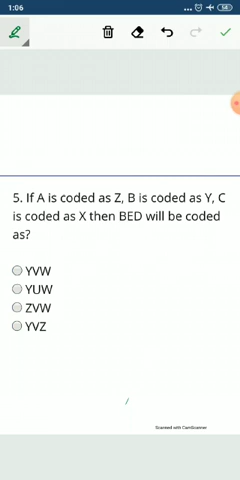 1:06
... 58
5. If A is coded as Z, B is coded as Y, C
is coded as X then BED will be coded
as?
YVW
YUW
ZVW
YVZ
Scanned with CamScanner